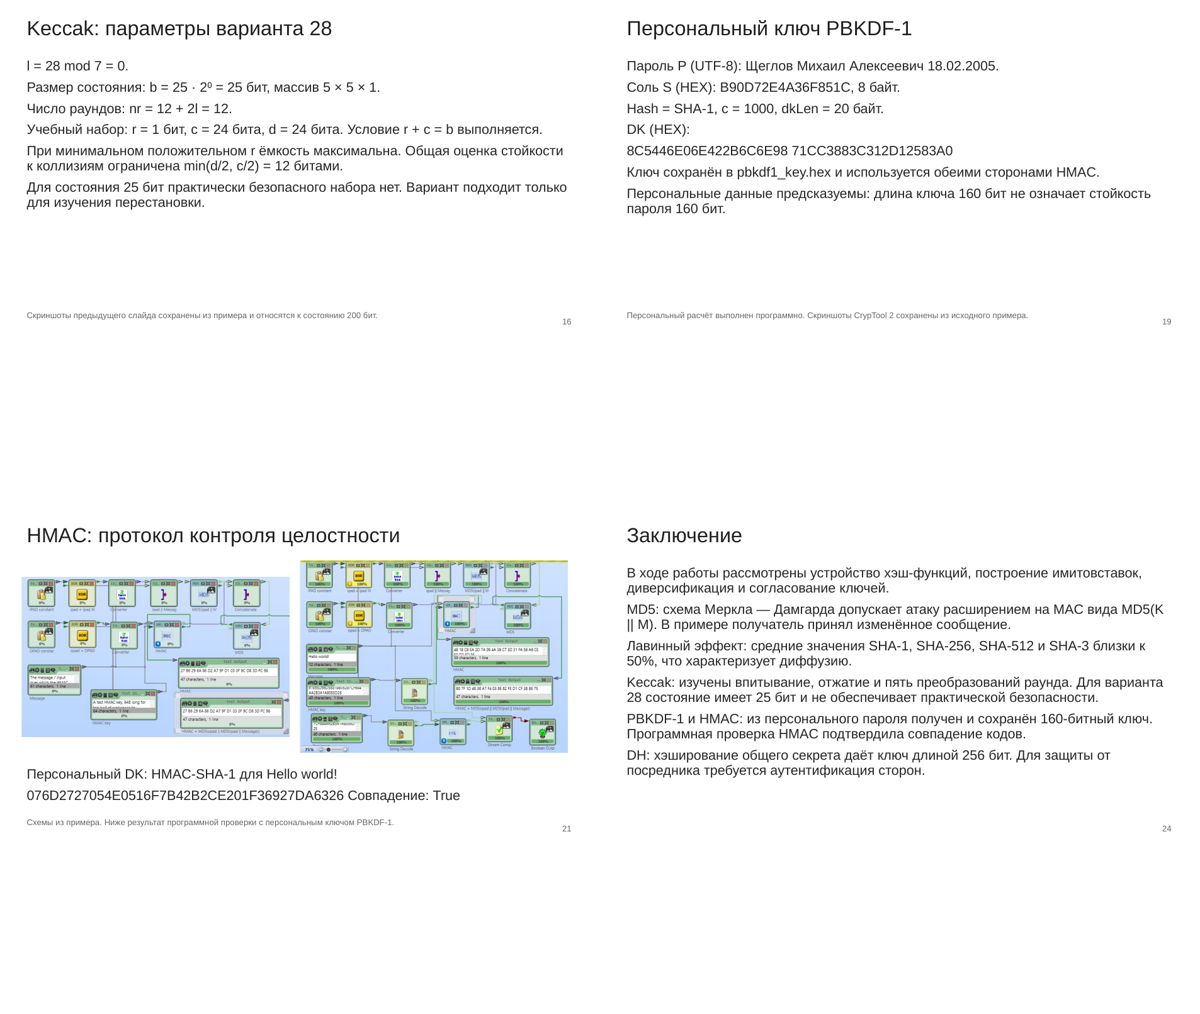 Keccak: параметры варианта 28
l = 28 mod 7 = 0.
Размер состояния: b = 25 · 2⁰ = 25 бит, массив 5 × 5 × 1.
Число раундов: nr = 12 + 2l = 12.
Учебный набор: r = 1 бит, c = 24 бита, d = 24 бита. Условие r + c = b выполняется.
При минимальном положительном r ёмкость максимальна. Общая оценка стойкости
к коллизиям ограничена min(d/2, c/2) = 12 битами.
Для состояния 25 бит практически безопасного набора нет. Вариант подходит только
для изучения перестановки.
Скриншоты предыдущего слайда сохранены из примера и относятся к состоянию 200 бит.
16
Персональный ключ PBKDF-1
Пароль P (UTF-8): Щеглов Михаил Алексеевич 18.02.2005.
Соль S (HEX): B90D72E4A36F851C, 8 байт.
Hash = SHA-1, c = 1000, dkLen = 20 байт.
DK (HEX):
8C5446E06E422B6C6E98 71CC3883C312D12583A0
Ключ сохранён в pbkdf1_key.hex и используется обеими сторонами HMAC.
Персональные данные предсказуемы: длина ключа 160 бит не означает стойкость
пароля 160 бит.
Персональный расчёт выполнен программно. Скриншоты CrypTool 2 сохранены из исходного примера.
19
HMAC: протокол контроля целостности
Персональный DK: HMAC-SHA-1 для Hello world!
076D2727054E0516F7B42B2CE201F36927DA6326 Совпадение: True
Схемы из примера. Ниже результат программной проверки с персональным ключом PBKDF-1.
21
Заключение
В ходе работы рассмотрены устройство хэш-функций, построение имитовставок,
диверсификация и согласование ключей.
MD5: схема Меркла — Дамгарда допускает атаку расширением на MAC вида MD5(K
|| M). В примере получатель принял изменённое сообщение.
Лавинный эффект: средние значения SHA-1, SHA-256, SHA-512 и SHA-3 близки к
50%, что характеризует диффузию.
Keccak: изучены впитывание, отжатие и пять преобразований раунда. Для варианта
28 состояние имеет 25 бит и не обеспечивает практической безопасности.
PBKDF-1 и HMAC: из персонального пароля получен и сохранён 160-битный ключ.
Программная проверка HMAC подтвердила совпадение кодов.
DH: хэширование общего секрета даёт ключ длиной 256 бит. Для защиты от
посредника требуется аутентификация сторон.
24